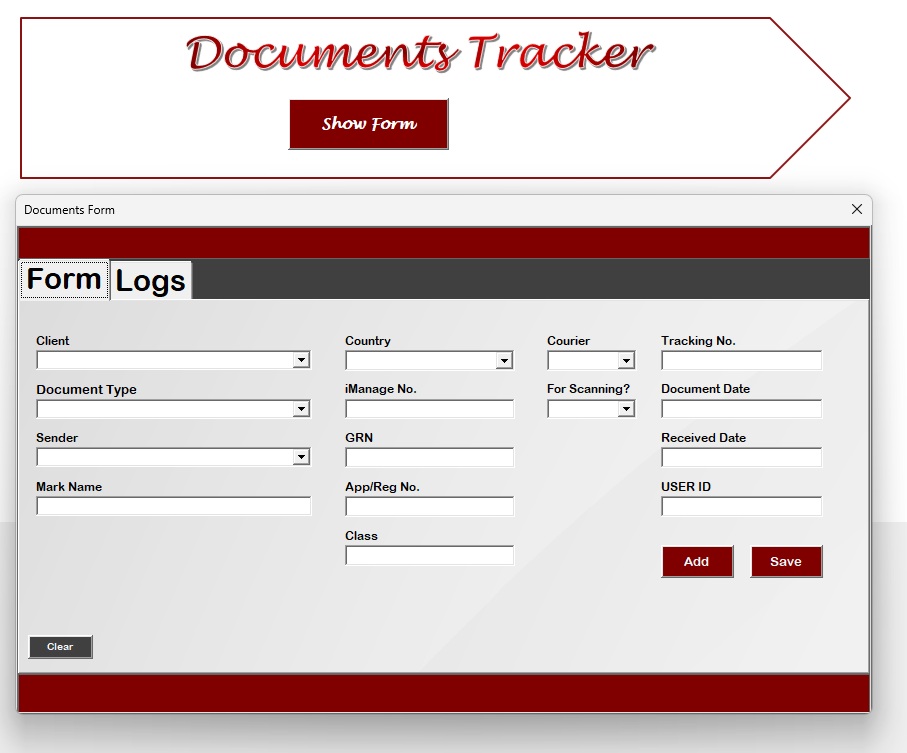 Documents Tracker
Show Form
Documents Form
Form Logs
Client Country Courier Tracking No.
Document Type iManage No. For Scanning? Document Date
Sender GRN Received Date
Mark Name App/Reg No. USER ID
Class
Add Save
Clear